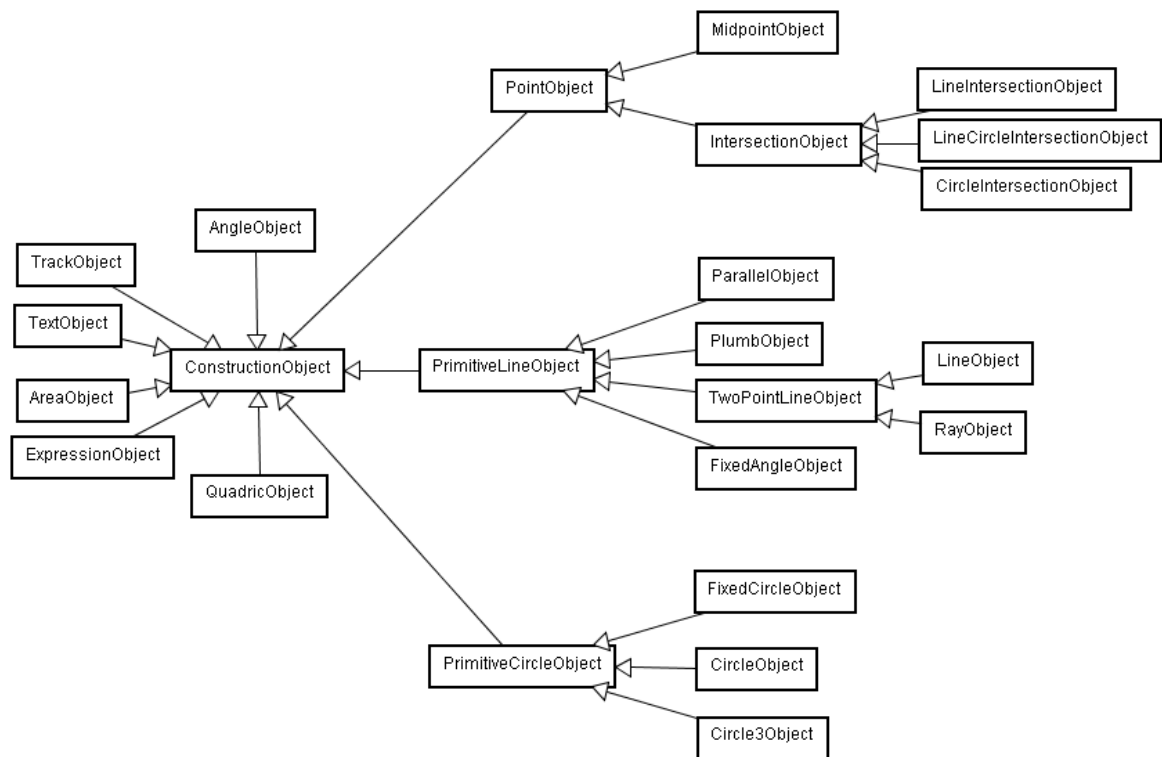 MidpointObject
PointObject
LineIntersectionObject
IntersectionObject
LineCircleIntersectionObject
CircleIntersectionObject
AngleObject
TrackObject
ParallelObject
TextObject
PlumbObject
ConstructionObject
PrimitiveLineObject
LineObject
AreaObject
TwoPointLineObject
RayObject
ExpressionObject
FixedAngleObject
QuadricObject
FixedCircleObject
PrimitiveCircleObject
CircleObject
Circle3Object